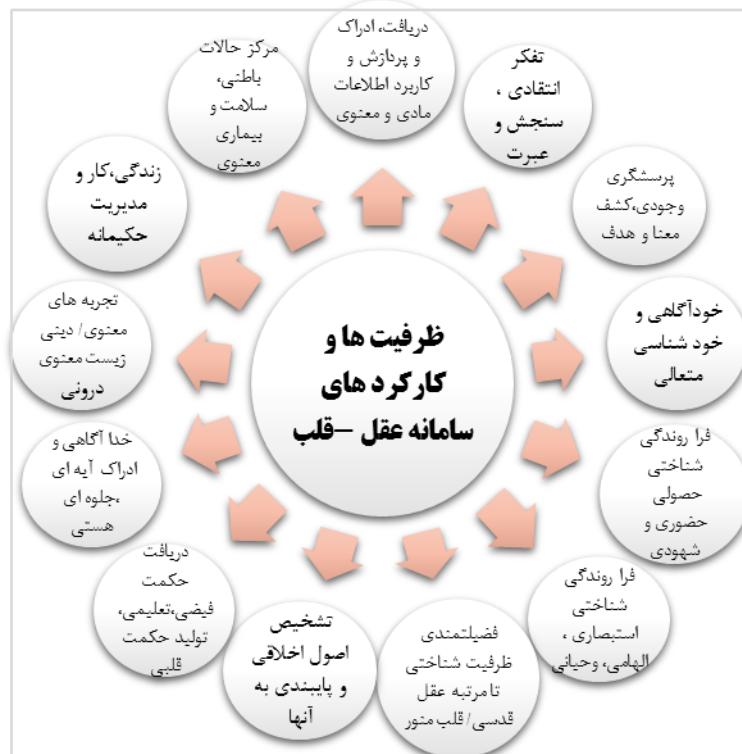 ظرفیت ها و
کارکرد های
سامانه عقل –قلب
دریافت، ادراک
و پردازش و
کاربرد اطلاعات
مادی و معنوی
تفکر
انتقادی ،
سنجش و
عبرت
پرسشگری
وجودی،کشف
معنا و هدف
خودآگاهی و
خود شناسی
متعالی
فرا روندگی
شناختی
حصولی
حضوری و
شهودی
فرا روندگی
شناختی
استبصاری ،
الهامی، وحیانی
فضیلتمندی
ظرفیت شناختی
تا مرتبه عقل
قدسی/ قلب منور
تشخیص
اصول اخلاقی
و پایبندی به
آنها
دریافت
حکمت
فیضی،تعلیمی،
تولید حکمت
قلبی
خدا آگاهی و
ادراک آیه ای
،جلوه ای
هستی
تجربه های
معنوی/ دینی
زیست معنوی
درونی
زندگی،کار و
مدیریت
حکیمانه
مرکز حالات
باطنی،
سلامت و
بیماری
معنوی